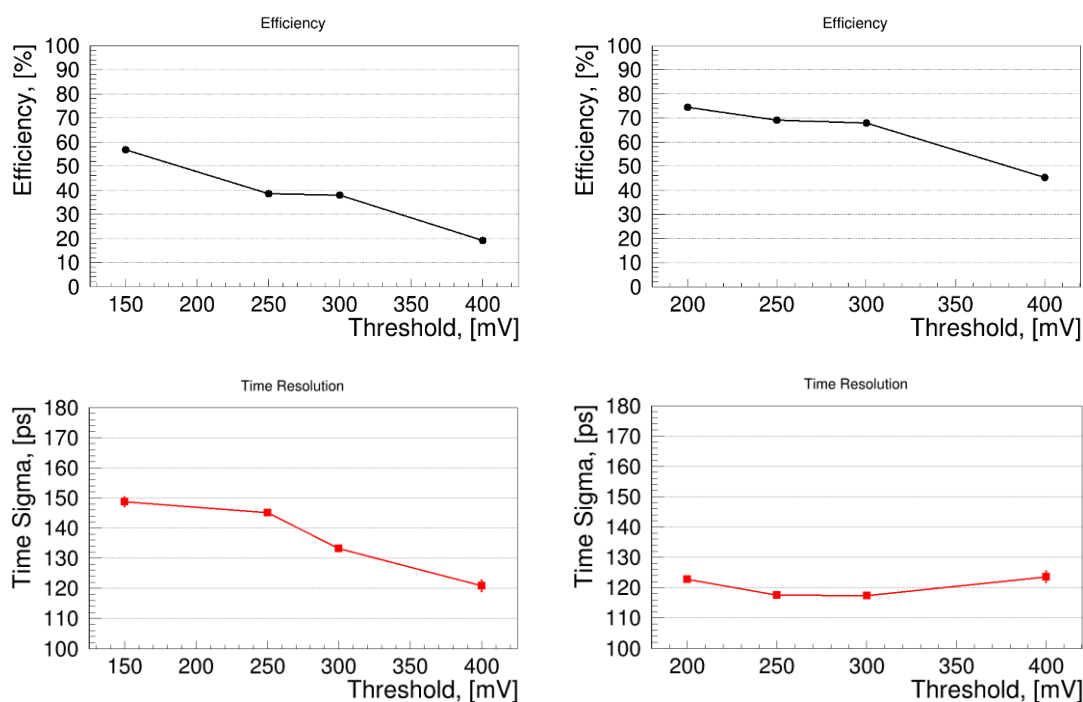 Efficiency
Efficiency, [%]
100
90
80
70
60
50
40
30
20
10
0
150 200 250 300 350 400
Threshold, [mV]
Efficiency
Efficiency, [%]
100
90
80
70
60
50
40
30
20
10
0
200 250 300 350 400
Threshold, [mV]
Time Resolution
Time Sigma, [ps]
180
170
160
150
140
130
120
110
100
150 200 250 300 350 400
Threshold, [mV]
Time Resolution
Time Sigma, [ps]
180
170
160
150
140
130
120
110
100
200 250 300 350 400
Threshold, [mV]